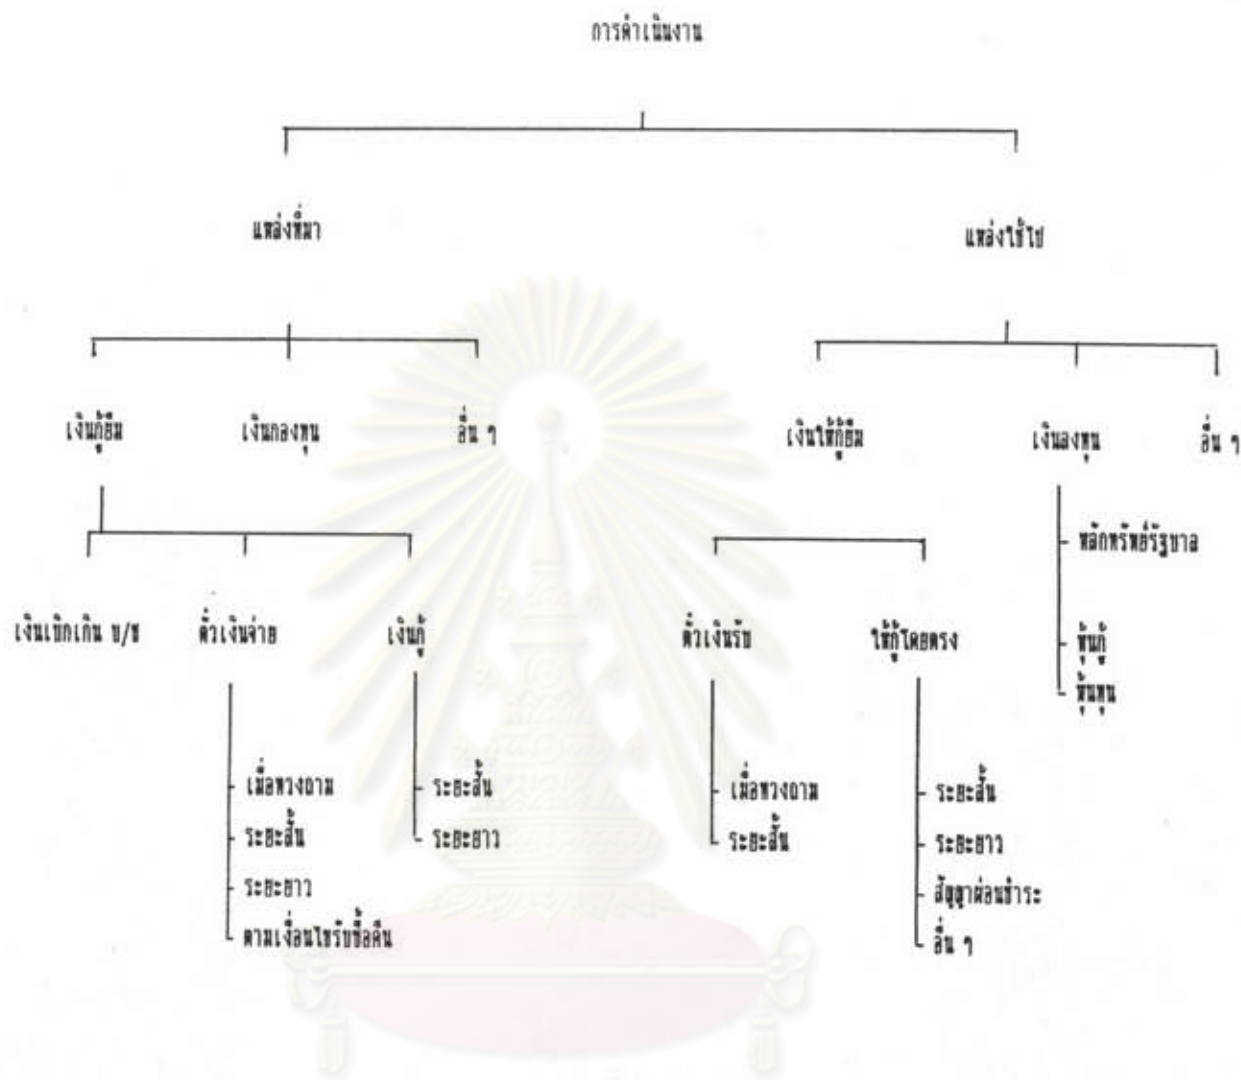 การดำเนินงาน
แหล่งที่มา
แหล่งใช้ไป
เงินกู้ยืม
เงินกองทุน
อื่น ๆ
เงินให้กู้ยืม
เงินลงทุน
อื่น ๆ
หลักทรัพย์รัฐบาล
หุ้นกู้
หุ้นทุน
เงินเบิกเกิน บ/ช
ตั๋วเงินจ่าย
เงินกู้
ตั๋วเงินรับ
ให้กู้โดยตรง
เมื่อทวงถาม
ระยะสั้น
ระยะยาว
ตามเงื่อนไขรับซื้อคืน
ระยะสั้น
ระยะยาว
เมื่อทวงถาม
ระยะสั้น
ระยะสั้น
ระยะยาว
สัญญาผ่อนชำระ
อื่น ๆ